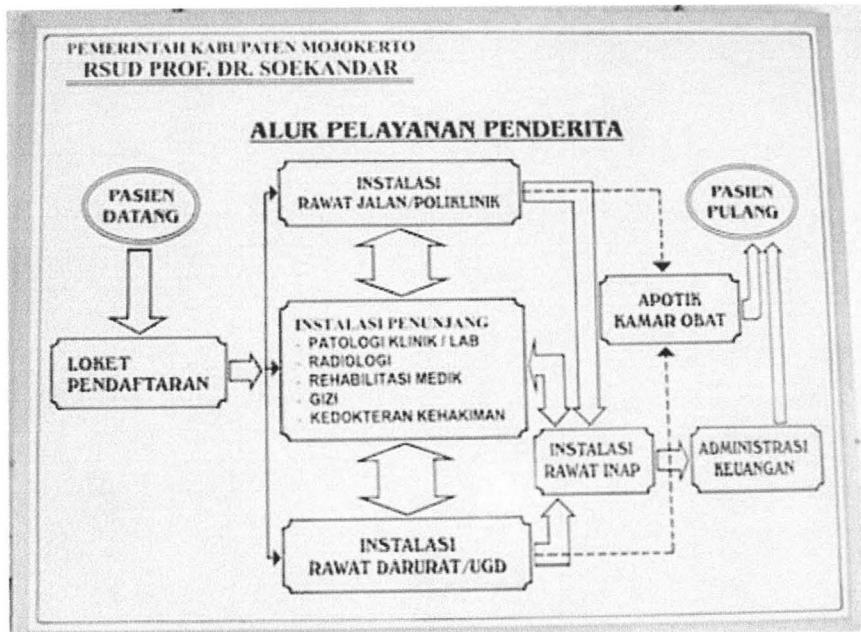 PEMERINTAH KABUPATEN MOJOKERTO
RSUD PROF. DR. SOEKANDAR
ALUR PELAYANAN PENDERITA
PASIEN
DATANG
LOKET
PENDAFTARAN
INSTALASI
RAWAT JALAN/POLIKLINIK
INSTALASI PENUNJANG
- PATOLOGI KLINIK / LAB
- RADIOLOGI
- REHABILITASI MEDIK
- GIZI
- KEDOKTERAN KEHAKIMAN
INSTALASI
RAWAT DARURAT/UGD
INSTALASI
RAWAT INAP
APOTIK
KAMAR OBAT
ADMINISTRASI
KEUANGAN
PASIEN
PULANG